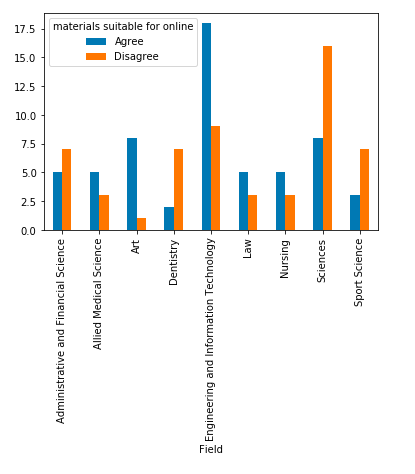 materials suitable for online
Agree
Disagree
17.5
15.0
12.5
10.0
7.5
5.0
2.5
0.0
Administrative and Financial Science
Allied Medical Science
Art
Dentistry
Engineering and Information Technology
Law
Nursing
Sciences
Sport Science
Field